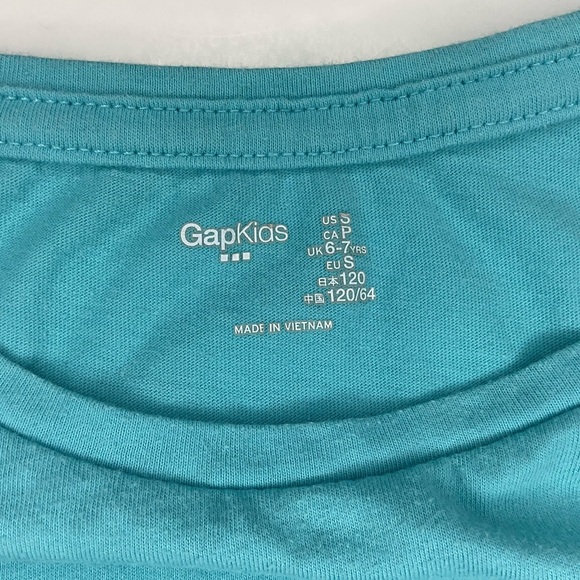 GapKids
US S
CA P
UK 6-7 YRS
EU S
日本 120
中国 120/64
MADE IN VIETNAM